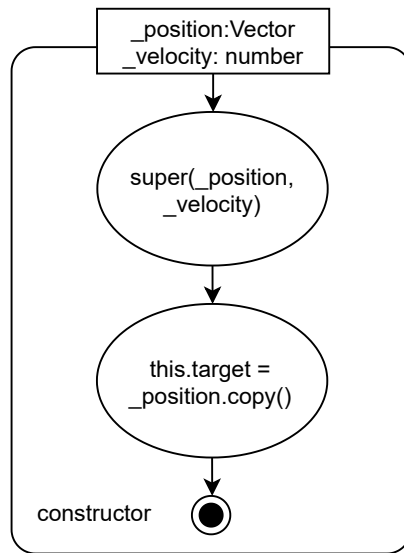 _position:Vector
_velocity: number
super(_position,
_velocity)
this.target =
_position.copy()
constructor